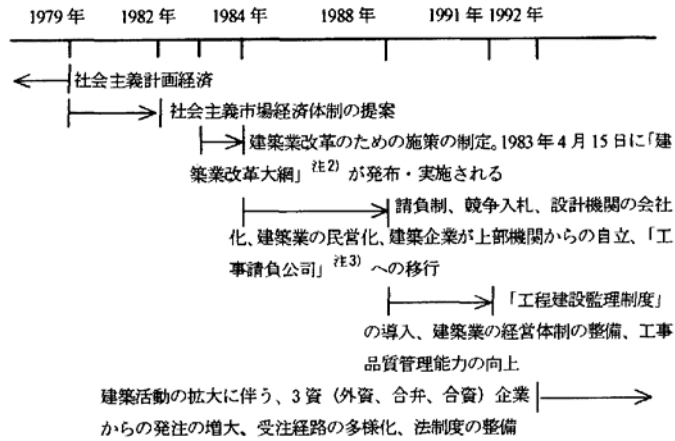 1979年 1982年 1984年 1988年 1991年 1992年
社会主義計画経済
社会主義市場経済体制の提案
建築業改革のための施策の制定。1983年4月15日に「建
築業改革大綱」注2) が発布・実施される
請負制、競争入札、設計機関の会社
化、建築業の民営化、建築企業が上部機関からの自立、「工
事請負公司」注3) への移行
「工程建設監理制度」
の導入、建築業の経営体制の整備、工事
品質管理能力の向上
建築活動の拡大に伴う、3資（外資、合弁、合資）企業
からの発注の増大、受注経路の多様化、法制度の整備